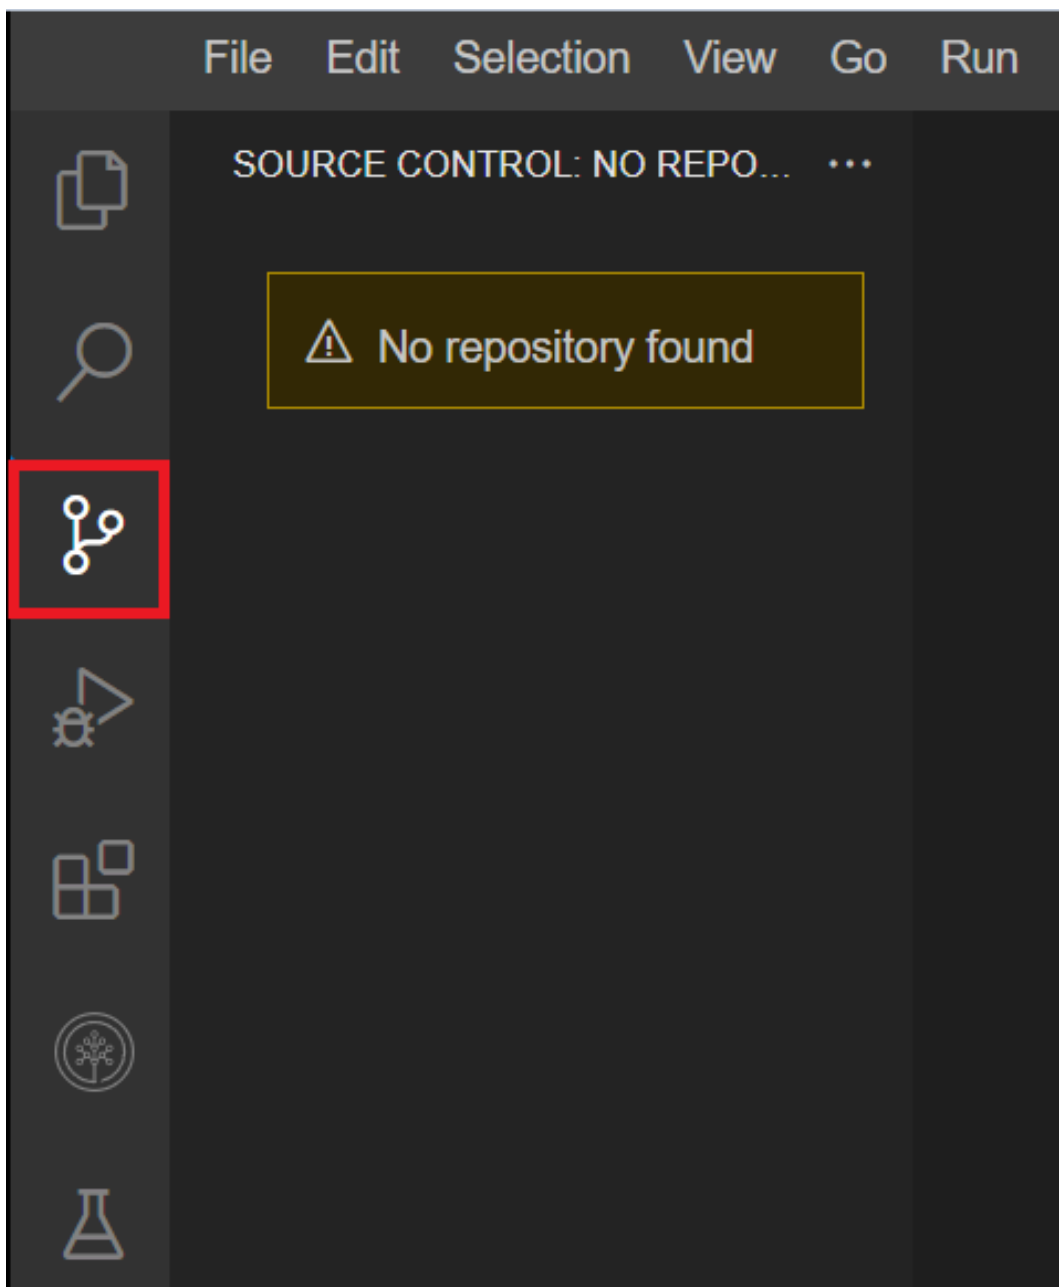 File Edit Selection View Go Run
SOURCE CONTROL: NO REPO... ...
No repository found